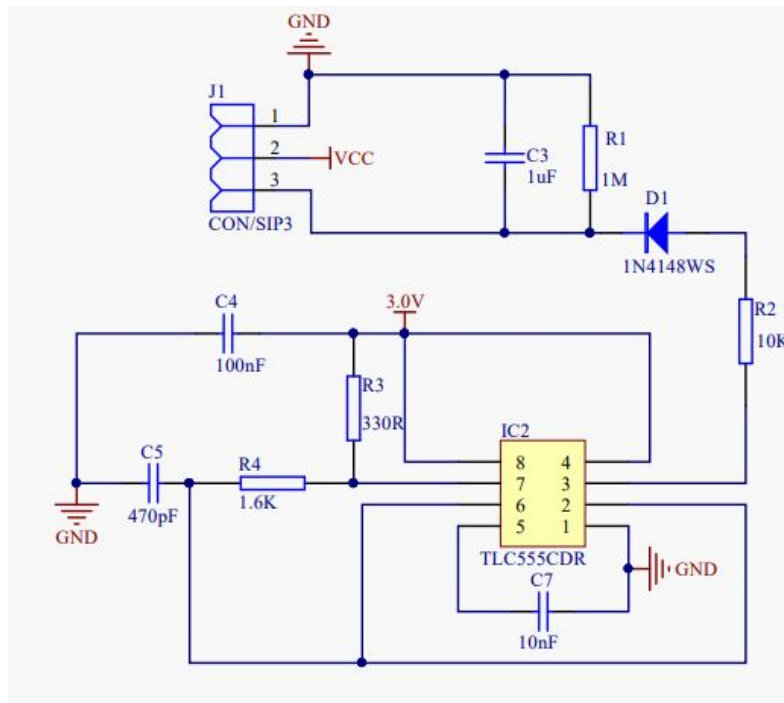 GND
J1
1
2
VCC
3
CON/SIP3
C3
1uF
R1
1M
D1
1N4148WS
R2
10K
3.0V
C4
100nF
R3
330R
C5
470pF
GND
R4
1.6K
IC2
8 4
7 3
6 2
5 1
TLC555CDR
GND
C7
10nF